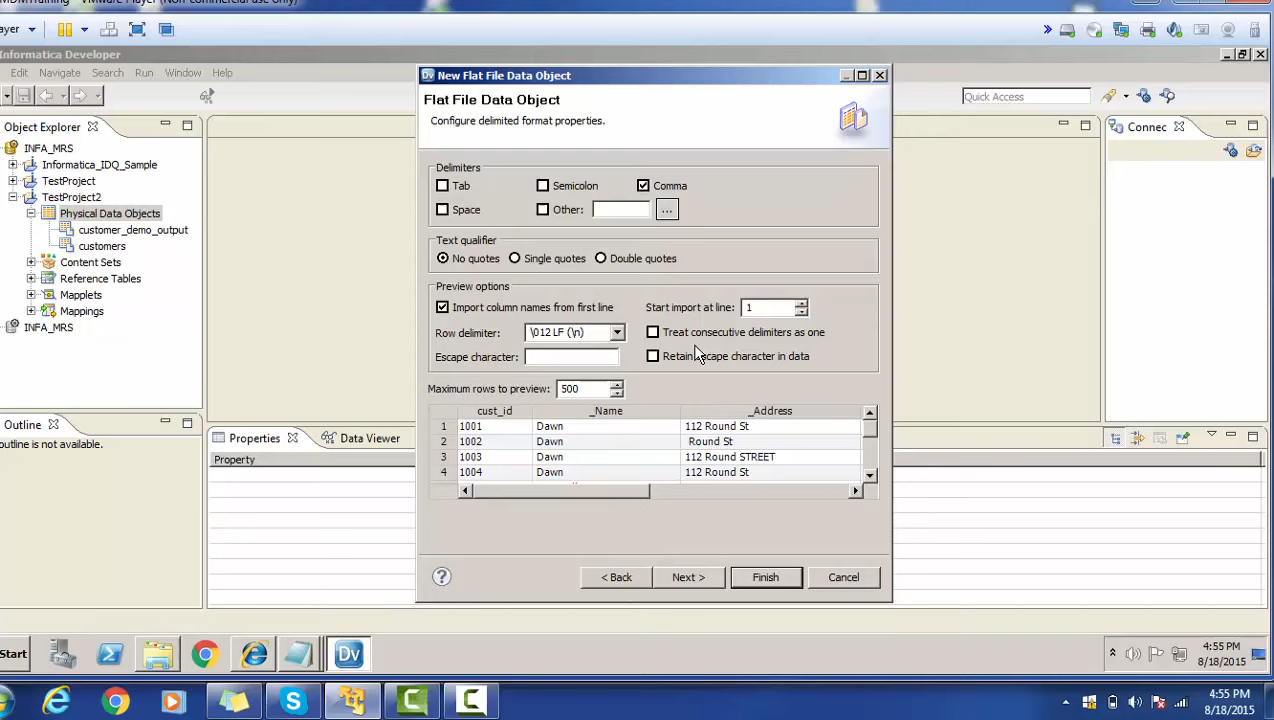 MDMTraining - VMware Player (Non-commercial use only)
ayer
Informatica Developer
Edit Navigate Search Run Window Help
Quick Access
Object Explorer
INFA_MRS
Informatica_IDQ_Sample
TestProject
TestProject2
Physical Data Objects
customer_demo_output
customers
Content Sets
Reference Tables
Mapplets
Mappings
INFA_MRS
Outline
outline is not available.
Properties
Data Viewer
Property
Connec
Dv New Flat File Data Object
Flat File Data Object
Configure delimited format properties.
Delimiters
Tab Semicolon Comma
Space Other: ...
Text qualifier
No quotes Single quotes Double quotes
Preview options
Import column names from first line Start import at line: 1
Row delimiter: \012 LF (\n) Treat consecutive delimiters as one
Escape character: Retain escape character in data
Maximum rows to preview: 500
cust_id _Name _Address
1 1001 Dawn 112 Round St
2 1002 Dawn Round St
3 1003 Dawn 112 Round STREET
4 1004 Dawn 112 Round St
? < Back Next > Finish Cancel
Start
Dv
4:55 PM
8/18/2015
4:55 PM
8/18/2015